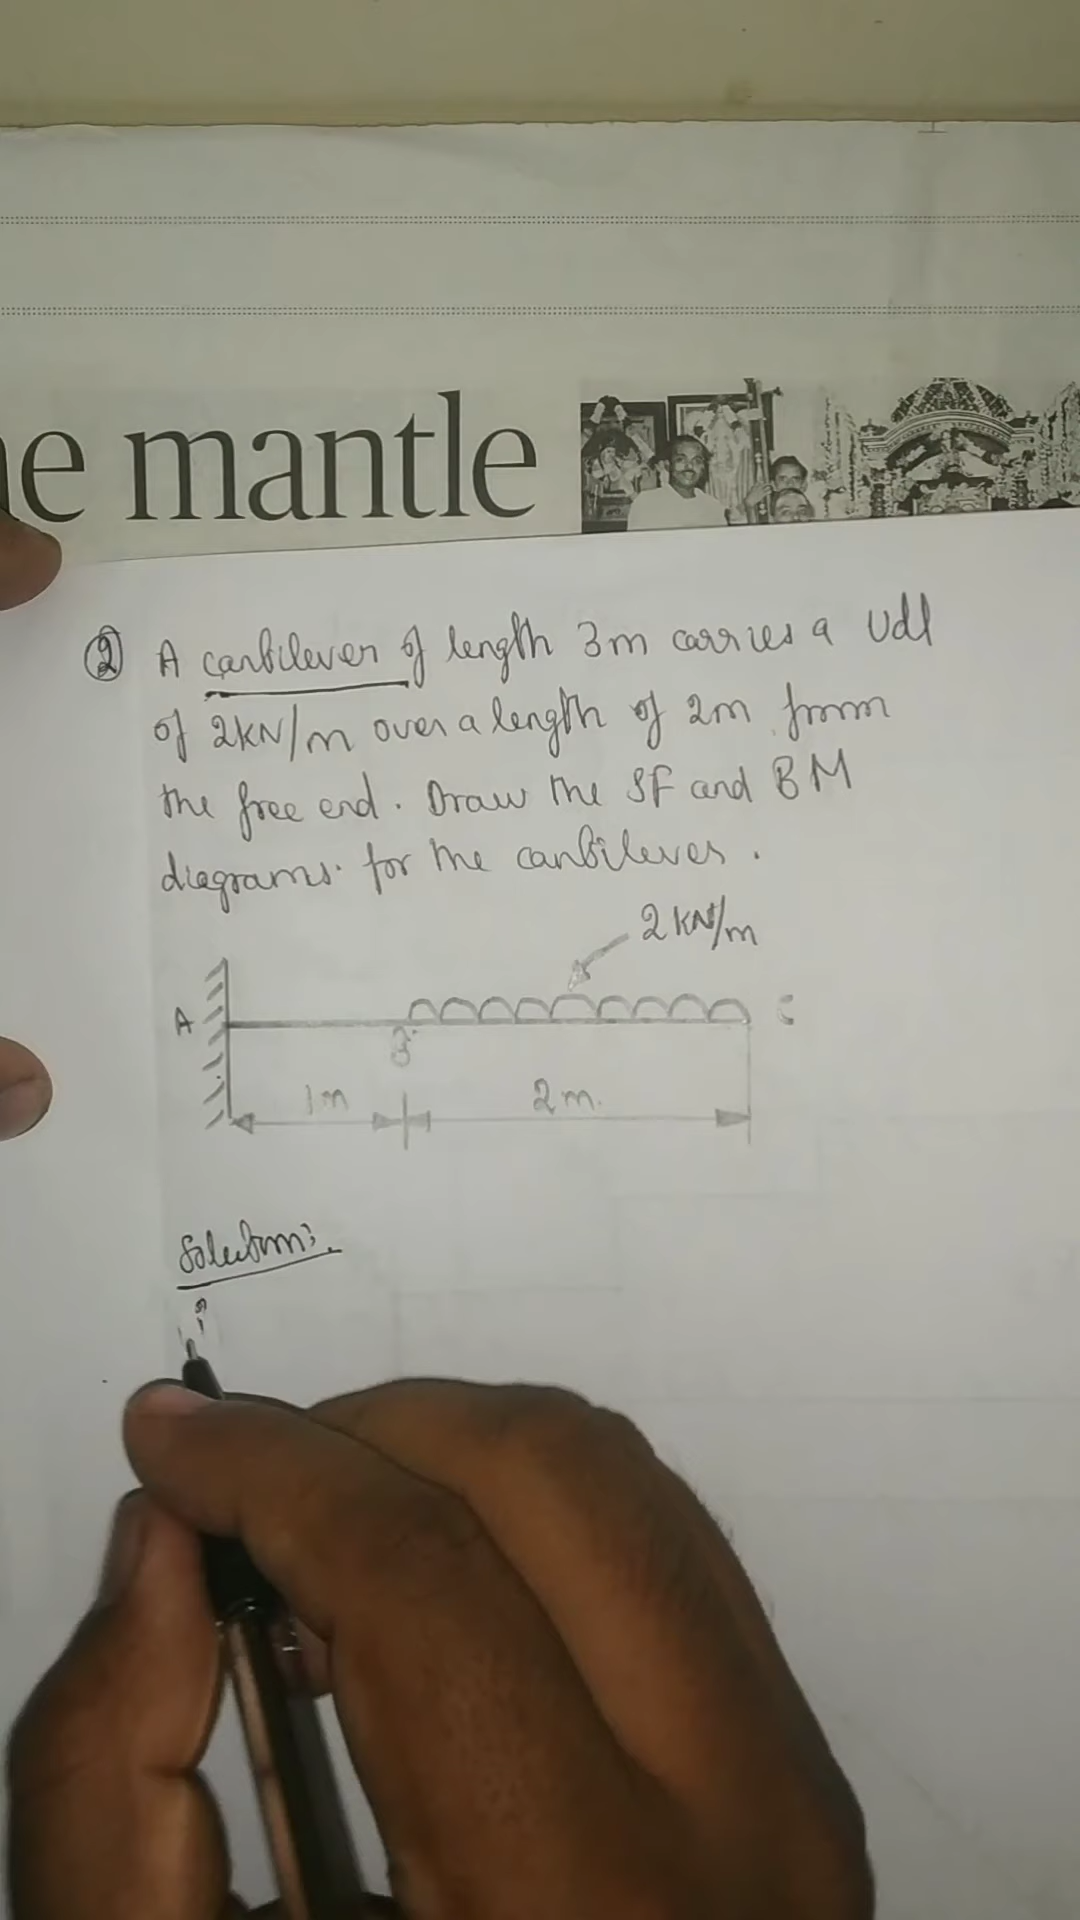 e mantle
2 A cantilever of length 3m carries a Udl
of 2KN/m over a length of 2m from
the free end. Draw the SF and BM
diagrams. for the cantilever.
2 KN/m
A
B
C
1m
2m.
Solution: